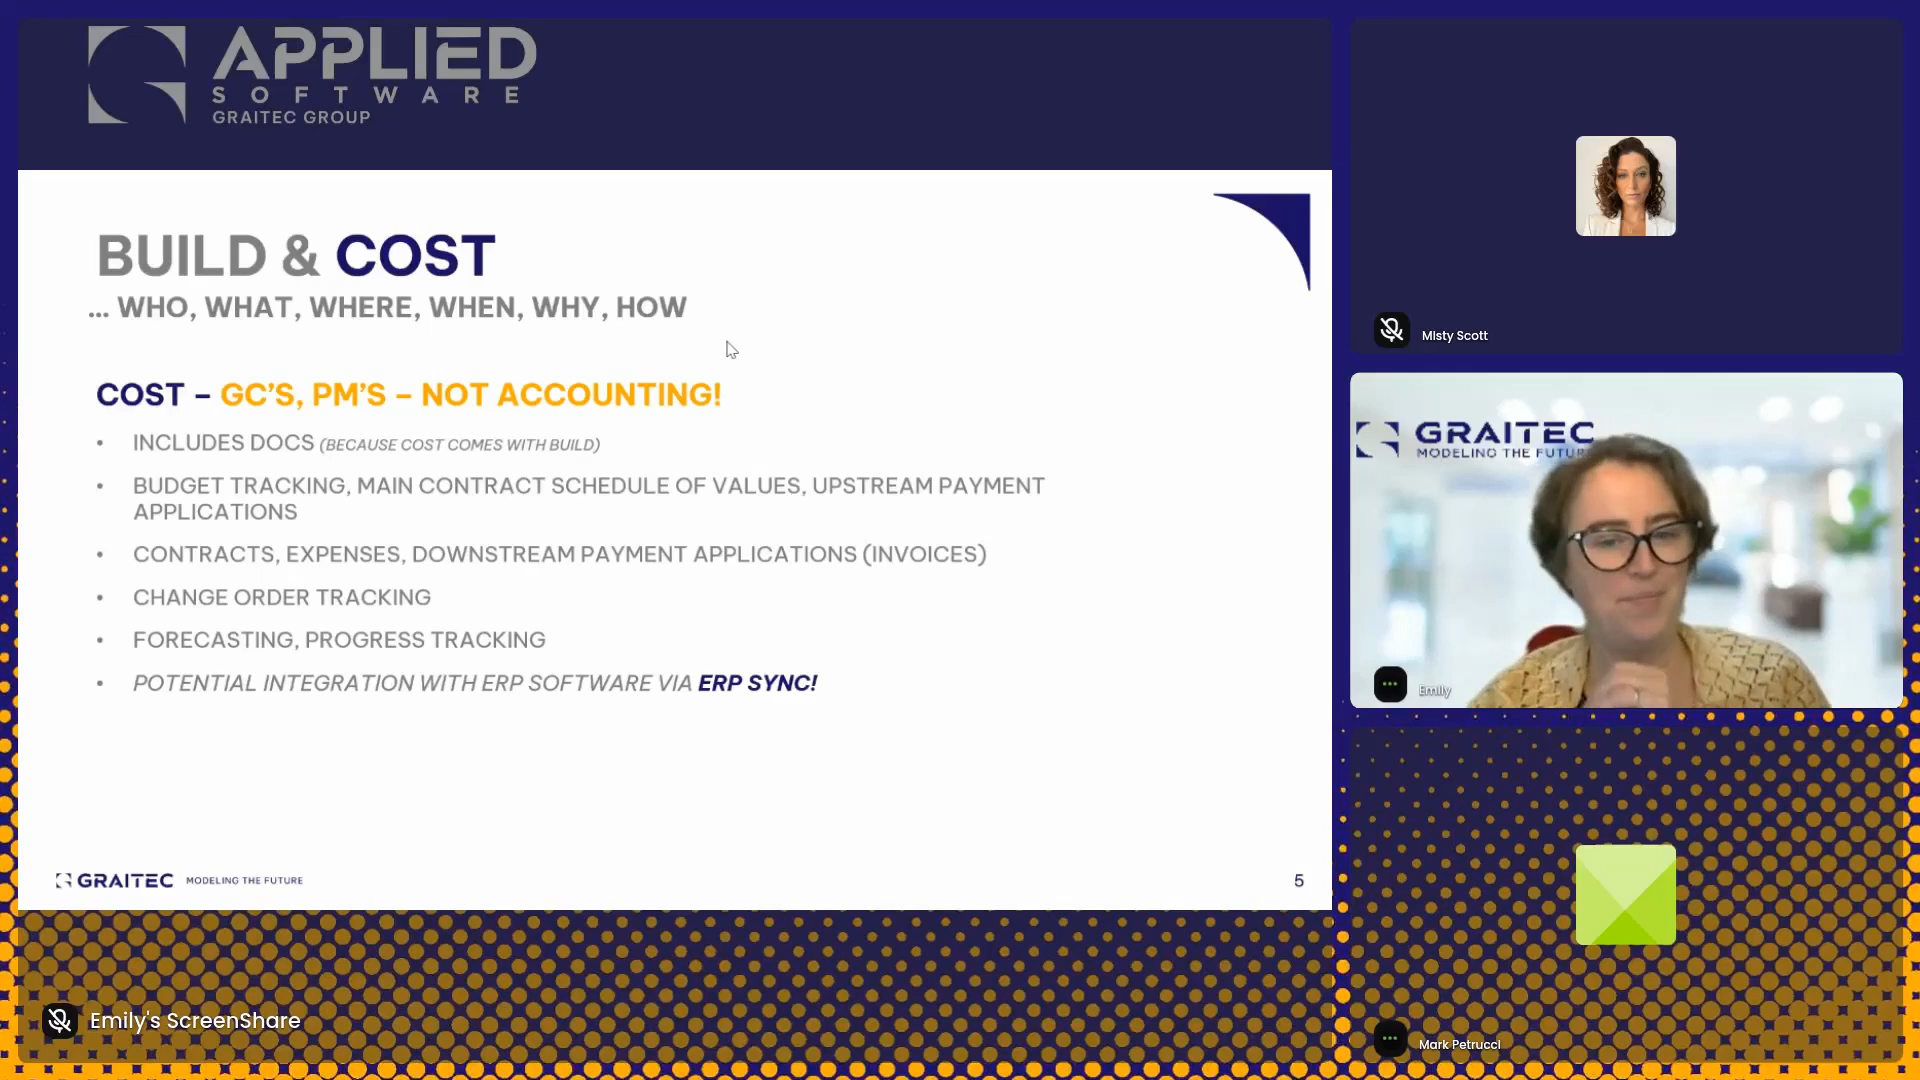 APPLIED
SOFTWARE
GRAITEC GROUP
BUILD & COST
... WHO, WHAT, WHERE, WHEN, WHY, HOW
COST – GC'S, PM'S – NOT ACCOUNTING!
• INCLUDES DOCS (BECAUSE COST COMES WITH BUILD)
• BUDGET TRACKING, MAIN CONTRACT SCHEDULE OF VALUES, UPSTREAM PAYMENT
APPLICATIONS
• CONTRACTS, EXPENSES, DOWNSTREAM PAYMENT APPLICATIONS (INVOICES)
• CHANGE ORDER TRACKING
• FORECASTING, PROGRESS TRACKING
• POTENTIAL INTEGRATION WITH ERP SOFTWARE VIA ERP SYNC!
GRAITEC MODELING THE FUTURE
5
Emily's ScreenShare
MIsty Scott
GRAITEC
MODELING THE FUTUR
Emily
Mark Petrucci